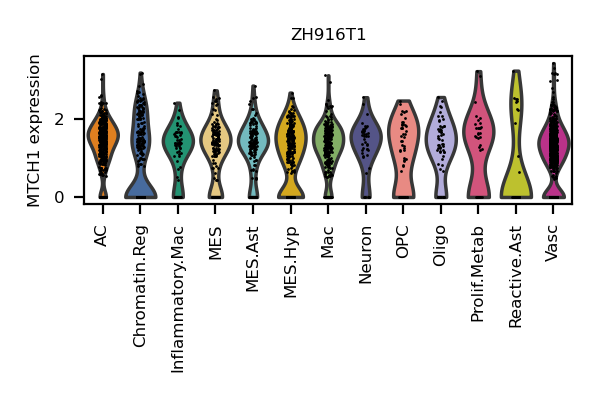 ZH916T1
MTCH1 expression
2
0
AC
Chromatin.Reg
Inflammatory.Mac
MES
MES.Ast
MES.Hyp
Mac
Neuron
OPC
Oligo
Prolif.Metab
Reactive.Ast
Vasc